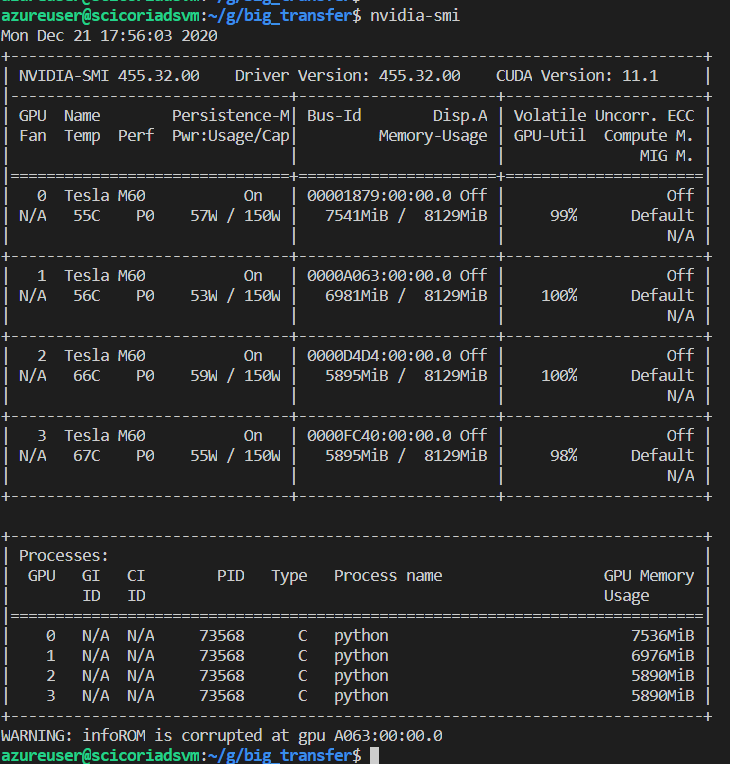 azureuser@scicoriadsvm:~/g/big_transfer$ nvidia-smi
Mon Dec 21 17:56:03 2020
+-----------------------------------------------------------------------------+
| NVIDIA-SMI 455.32.00    Driver Version: 455.32.00    CUDA Version: 11.1     |
|-------------------------------+----------------------+----------------------+
| GPU  Name        Persistence-M| Bus-Id        Disp.A | Volatile Uncorr. ECC |
| Fan  Temp  Perf  Pwr:Usage/Cap|         Memory-Usage | GPU-Util  Compute M. |
|                               |                      |               MIG M. |
|===============================+======================+======================|
|   0  Tesla M60           On   | 00001879:00:00.0 Off |                  Off |
| N/A   55C    P0    57W / 150W |   7541MiB /  8129MiB |     99%      Default |
|                               |                      |                  N/A |
+-------------------------------+----------------------+----------------------+
|   1  Tesla M60           On   | 0000A063:00:00.0 Off |                  Off |
| N/A   56C    P0    53W / 150W |   6981MiB /  8129MiB |    100%      Default |
|                               |                      |                  N/A |
+-------------------------------+----------------------+----------------------+
|   2  Tesla M60           On   | 0000D4D4:00:00.0 Off |                  Off |
| N/A   66C    P0    59W / 150W |   5895MiB /  8129MiB |    100%      Default |
|                               |                      |                  N/A |
+-------------------------------+----------------------+----------------------+
|   3  Tesla M60           On   | 0000FC40:00:00.0 Off |                  Off |
| N/A   67C    P0    55W / 150W |   5895MiB /  8129MiB |     98%      Default |
|                               |                      |                  N/A |
+-------------------------------+----------------------+----------------------+
+-----------------------------------------------------------------------------+
| Processes:                                                                  |
|  GPU   GI   CI        PID   Type   Process name                  GPU Memory |
|        ID   ID                                                   Usage      |
|=============================================================================|
|    0   N/A  N/A     73568      C   python                           7536MiB |
|    1   N/A  N/A     73568      C   python                           6976MiB |
|    2   N/A  N/A     73568      C   python                           5890MiB |
|    3   N/A  N/A     73568      C   python                           5890MiB |
+-----------------------------------------------------------------------------+
WARNING: infoROM is corrupted at gpu A063:00:00.0
azureuser@scicoriadsvm:~/g/big_transfer$